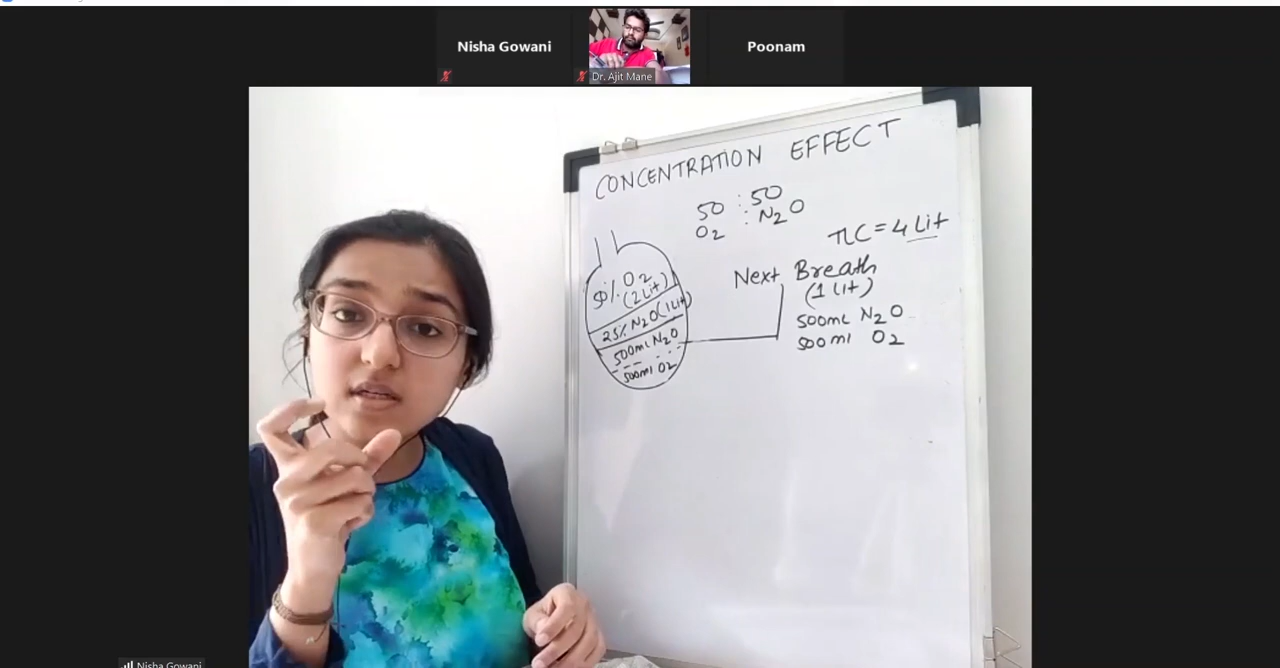 Nisha Gowani
Poonam
Dr. Ajit Mane
CONCENTRATION EFFECT
50 : 50
O2 : N2O
TLC = 4 Lit
50% O2
(2 Lit)
25% N2O (1 Lit)
500mL N2O
500ml O2
Next Breath
(1 Lit)
500mL N2O
500ml O2
Nisha Gowani